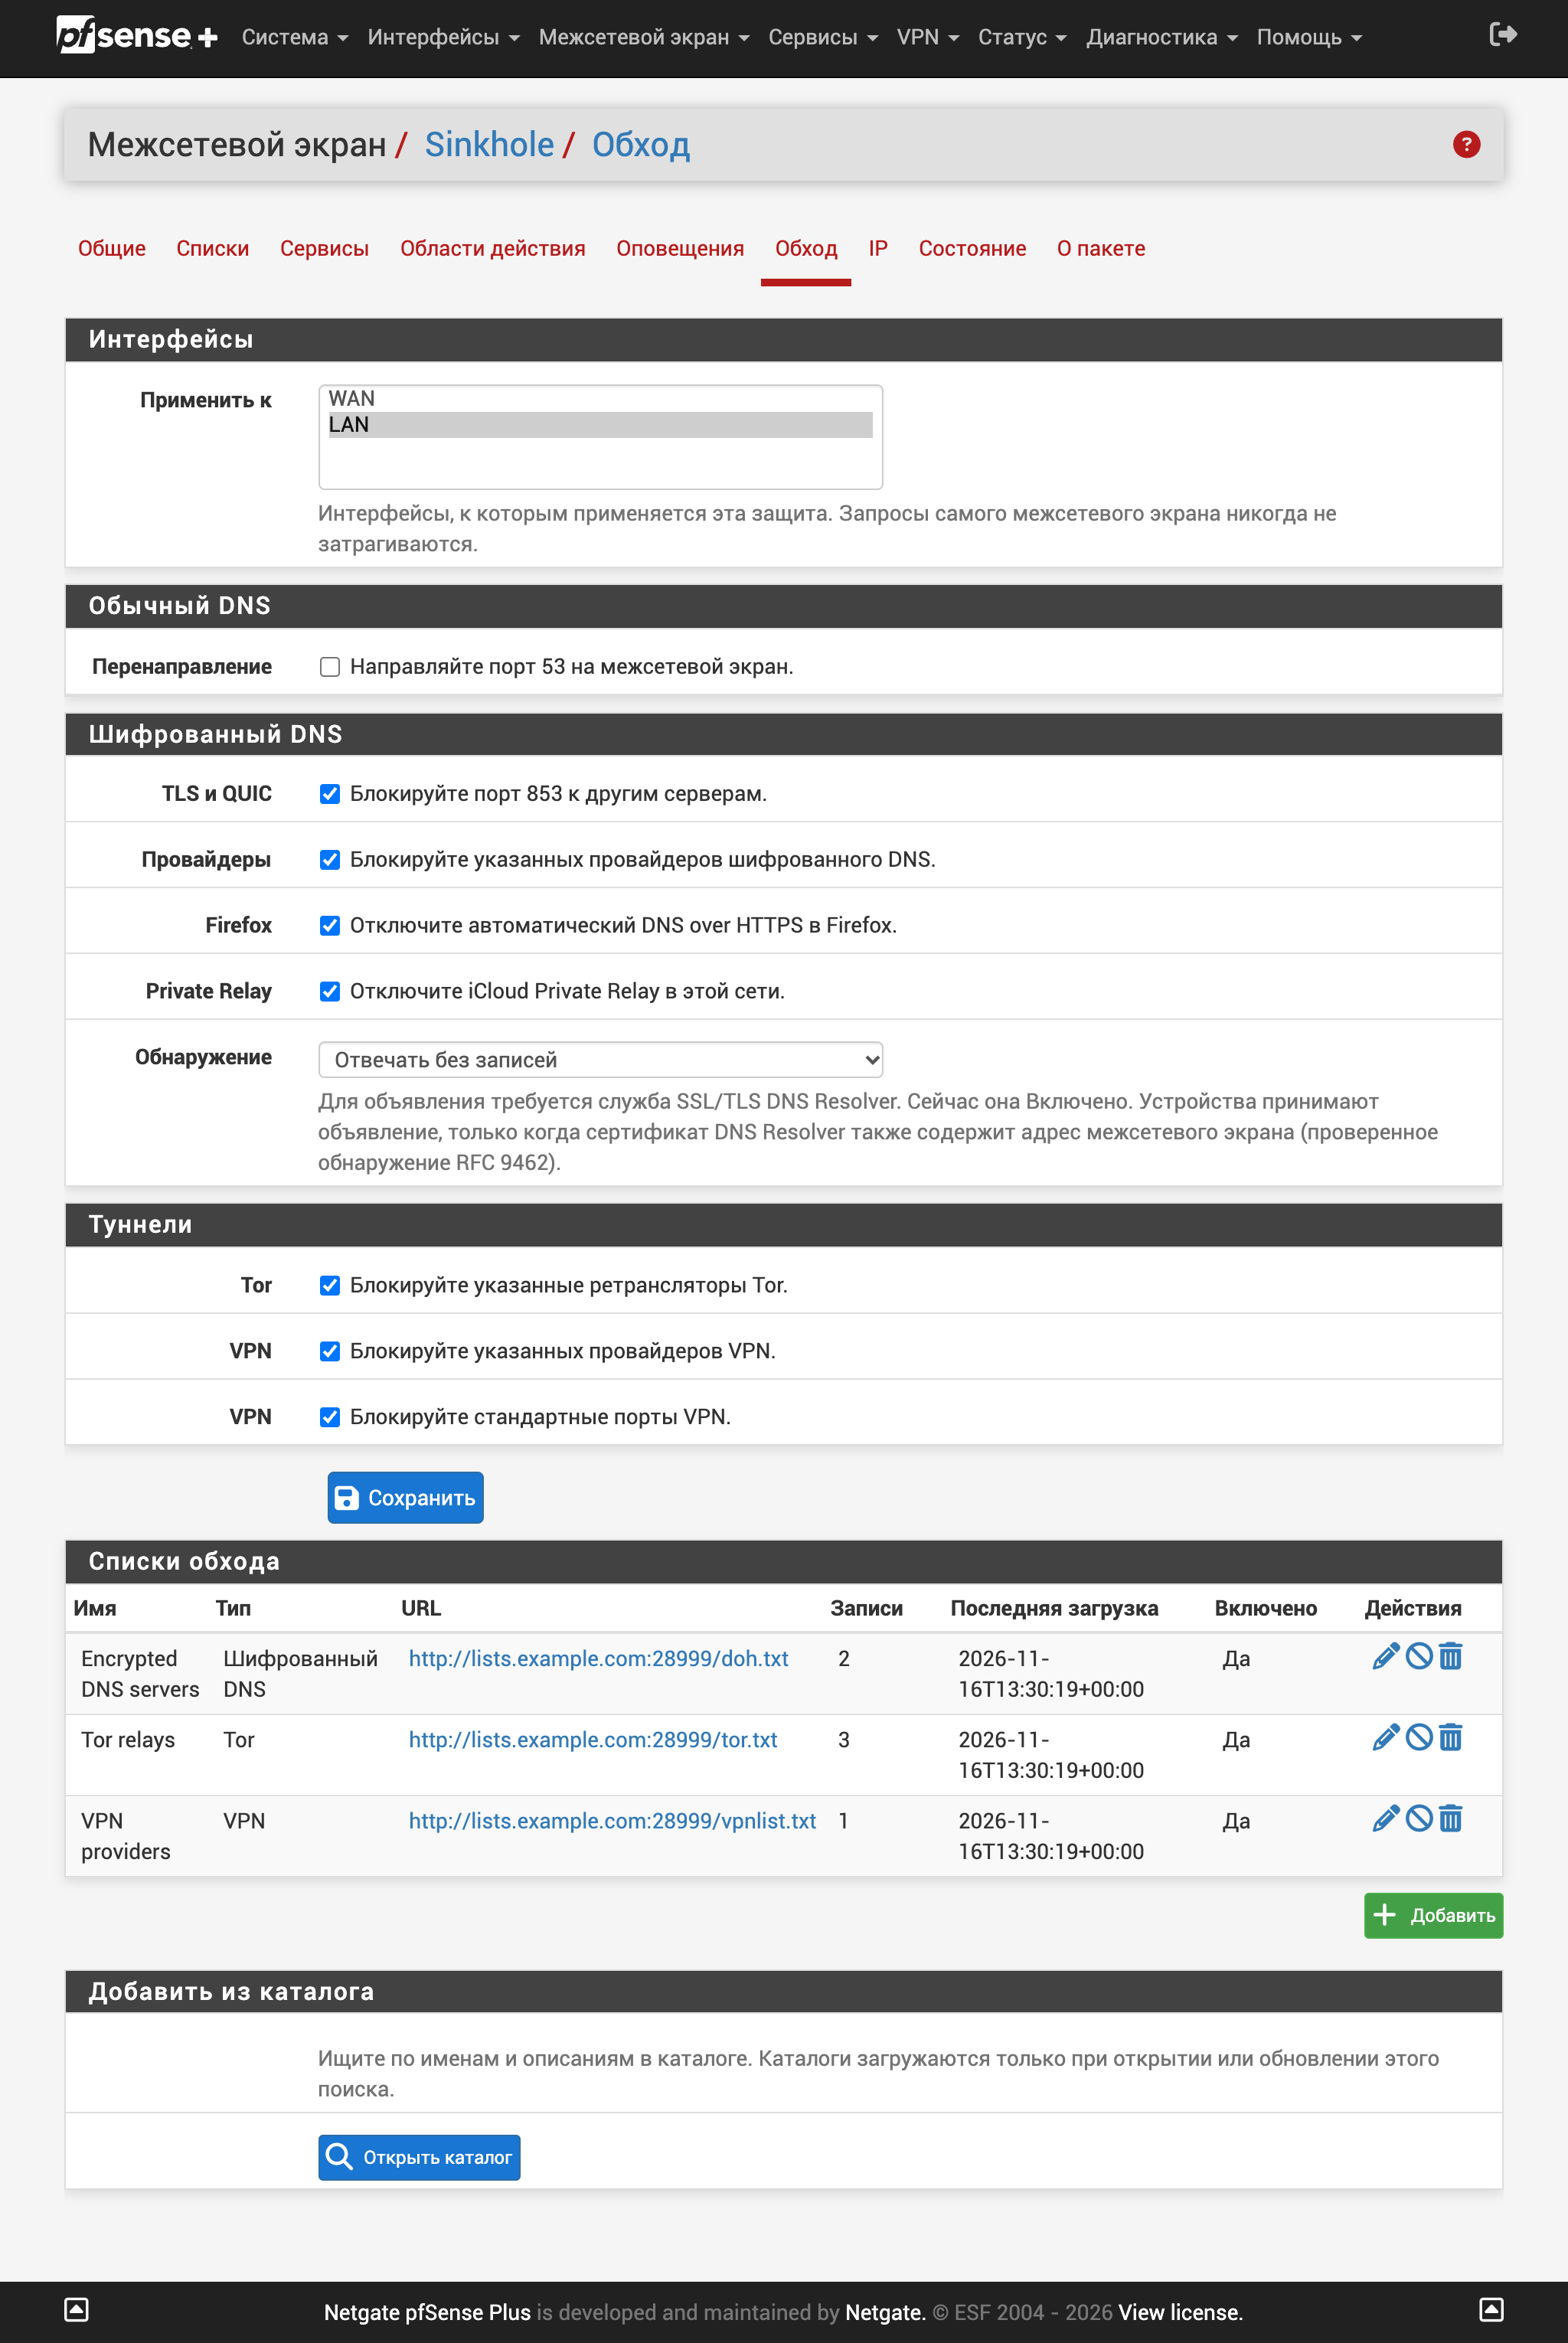 pfsense +
Система
Интерфейсы
Межсетевой экран
Сервисы
VPN
Статус
Диагностика
Помощь
Межсетевой экран / Sinkhole / Обход
?
Общие
Списки
Сервисы
Области действия
Оповещения
Обход
IP
Состояние
О пакете
Интерфейсы
Применить к
WAN
LAN
Интерфейсы, к которым применяется эта защита. Запросы самого межсетевого экрана никогда не
затрагиваются.
Обычный DNS
Перенаправление
Направляйте порт 53 на межсетевой экран.
Шифрованный DNS
TLS и QUIC
Блокируйте порт 853 к другим серверам.
Провайдеры
Блокируйте указанных провайдеров шифрованного DNS.
Firefox
Отключите автоматический DNS over HTTPS в Firefox.
Private Relay
Отключите iCloud Private Relay в этой сети.
Обнаружение
Отвечать без записей
Для объявления требуется служба SSL/TLS DNS Resolver. Сейчас она Включено. Устройства принимают
объявление, только когда сертификат DNS Resolver также содержит адрес межсетевого экрана (проверенное
обнаружение RFC 9462).
Туннели
Tor
Блокируйте указанные ретрансляторы Tor.
VPN
Блокируйте указанных провайдеров VPN.
VPN
Блокируйте стандартные порты VPN.
Сохранить
Списки обхода
Имя
Тип
URL
Записи
Последняя загрузка
Включено
Действия
Encrypted
DNS servers
Шифрованный
DNS
http://lists.example.com:28999/doh.txt
2
2026-11-
16T13:30:19+00:00
Да
Tor relays
Tor
http://lists.example.com:28999/tor.txt
3
2026-11-
16T13:30:19+00:00
Да
VPN
providers
VPN
http://lists.example.com:28999/vpnlist.txt
1
2026-11-
16T13:30:19+00:00
Да
Добавить
Добавить из каталога
Ищите по именам и описаниям в каталоге. Каталоги загружаются только при открытии или обновлении этого
поиска.
Открыть каталог
Netgate pfSense Plus is developed and maintained by Netgate. © ESF 2004 - 2026 View license.